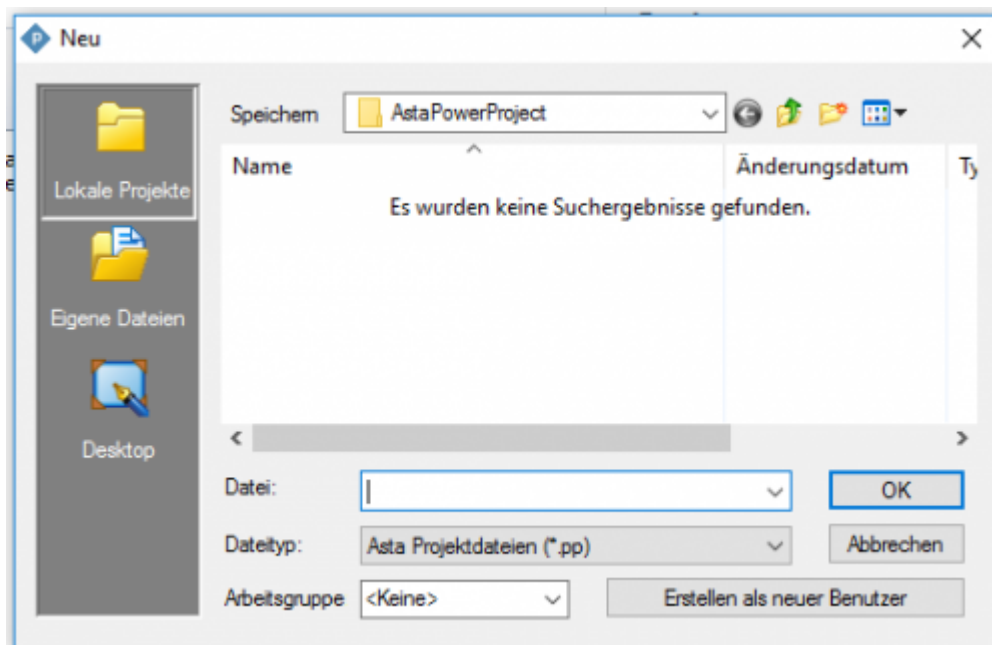 Neu
Speichern AstaPowerProject
Name Änderungsdatum Ty
Es wurden keine Suchergebnisse gefunden.
Lokale Projekte
Eigene Dateien
Desktop
Datei: OK
Dateityp: Asta Projektdateien (*.pp) Abbrechen
Arbeitsgruppe <Keine> Erstellen als neuer Benutzer